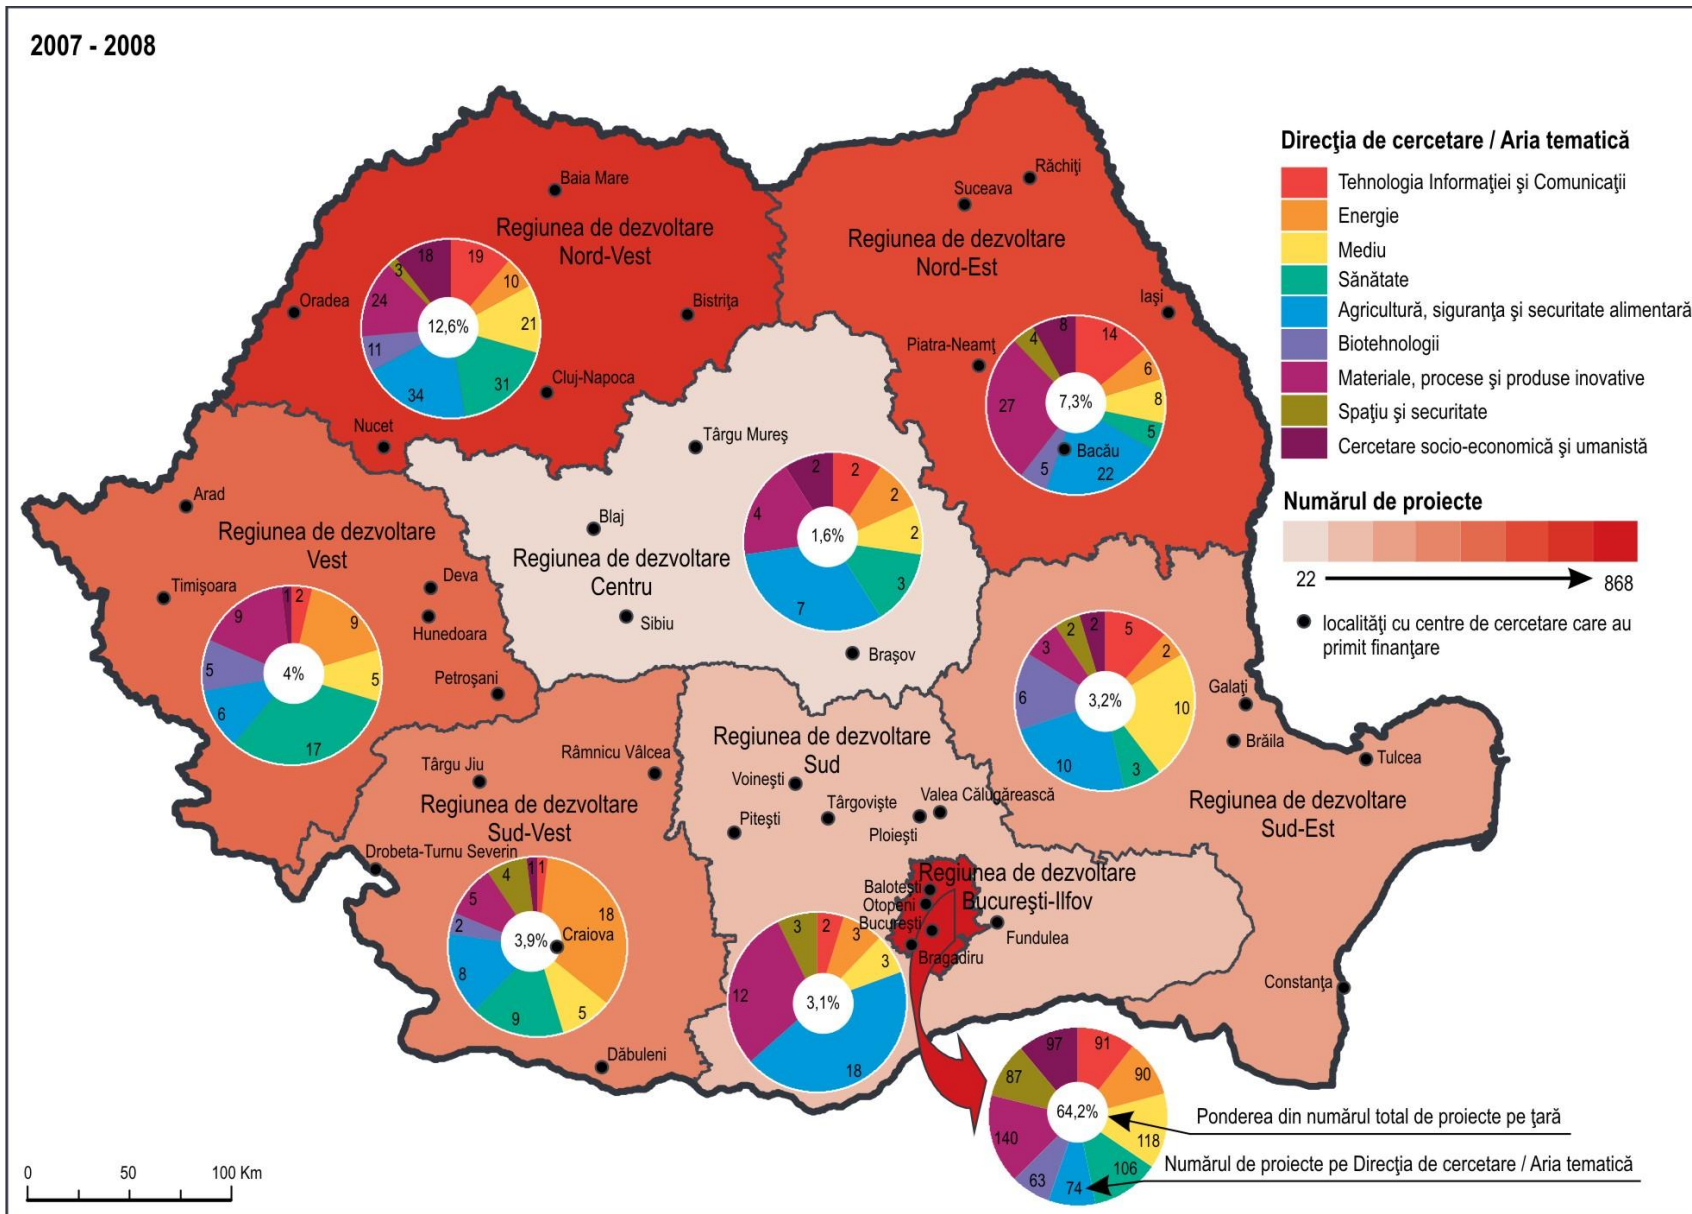 2007 - 2008
Direcţia de cercetare / Aria tematică
Tehnologia Informaţiei şi Comunicaţii
Energie
Mediu
Sănătate
Agricultură, siguranţa şi securitate alimentară
Biotehnologii
Materiale, procese şi produse inovative
Spaţiu şi securitate
Cercetare socio-economică şi umanistă
Numărul de proiecte
22
868
localităţi cu centre de cercetare care au
primit finanţare
Regiunea de dezvoltare
Nord-Vest
Baia Mare
Oradea
Bistriţa
Cluj-Napoca
Nucet
19
10
21
31
34
11
24
3
18
12,6%
Regiunea de dezvoltare
Nord-Est
Răchiţi
Suceava
Iaşi
Piatra-Neamţ
Bacău
14
6
8
5
22
5
27
4
8
7,3%
Regiunea de dezvoltare
Vest
Arad
Timişoara
Deva
Hunedoara
Petroşani
2
9
5
17
6
5
9
1
4%
Regiunea de dezvoltare
Centru
Târgu Mureş
Blaj
Sibiu
Braşov
2
2
2
3
7
4
2
1,6%
Regiunea de dezvoltare
Sud-Est
Galaţi
Brăila
Tulcea
Constanţa
5
2
10
3
10
6
3
2
2
3,2%
Regiunea de dezvoltare
Sud-Vest
Târgu Jiu
Râmnicu Vâlcea
Drobeta-Turnu Severin
Craiova
Dăbuleni
1
18
5
9
8
2
5
4
1
3,9%
Regiunea de dezvoltare
Sud
Voineşti
Târgovişte
Valea Călugărească
Piteşti
Ploieşti
Fundulea
2
3
3
18
12
3
3,1%
Regiunea de dezvoltare
Bucureşti-Ilfov
Baloteşti
Otopeni
Bucureşti
Bragadiru
91
90
118
106
74
63
140
87
97
64,2%
Ponderea din numărul total de proiecte pe ţară
Numărul de proiecte pe Direcţia de cercetare / Aria tematică
0 50 100 Km